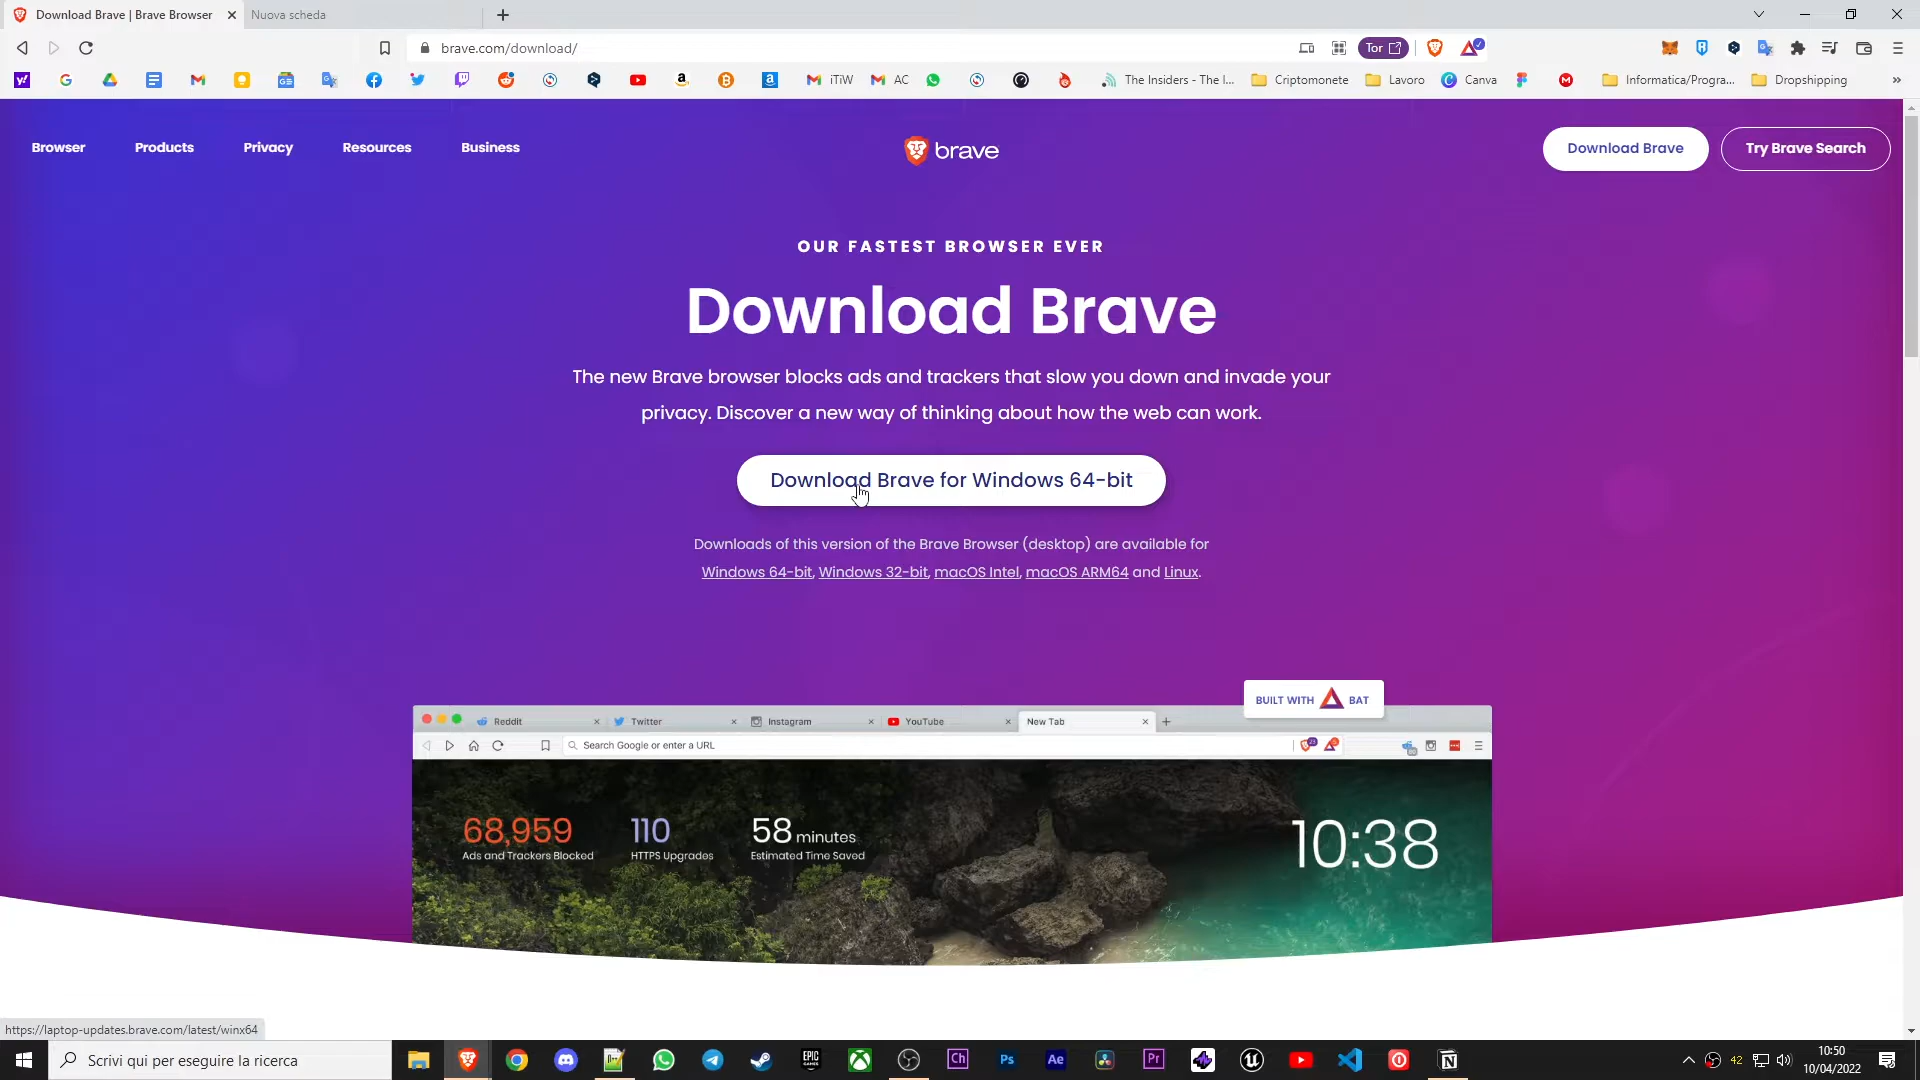 Download Brave | Brave Browser
Nuova scheda
brave.com/download/
Tor
iTiW
AC
The Insiders - The I...
Criptomonete
Lavoro
Canva
Informatica/Progra...
Dropshipping
Browser
Products
Privacy
Resources
Business
brave
Download Brave
Try Brave Search
OUR FASTEST BROWSER EVER
Download Brave
The new Brave browser blocks ads and trackers that slow you down and invade your
privacy. Discover a new way of thinking about how the web can work.
Download Brave for Windows 64-bit
Downloads of this version of the Brave Browser (desktop) are available for
Windows 64-bit, Windows 32-bit, macOS Intel, macOS ARM64 and Linux.
BUILT WITH BAT
Reddit
Twitter
Instagram
YouTube
New Tab
Search Google or enter a URL
68,959
Ads and Trackers Blocked
110
HTTPS Upgrades
58 minutes
Estimated Time Saved
10:38
https://laptop-updates.brave.com/latest/winx64
Scrivi qui per eseguire la ricerca
EPIC
GAMES
Ch
Ps
Ae
Pr
42
10:50
10/04/2022